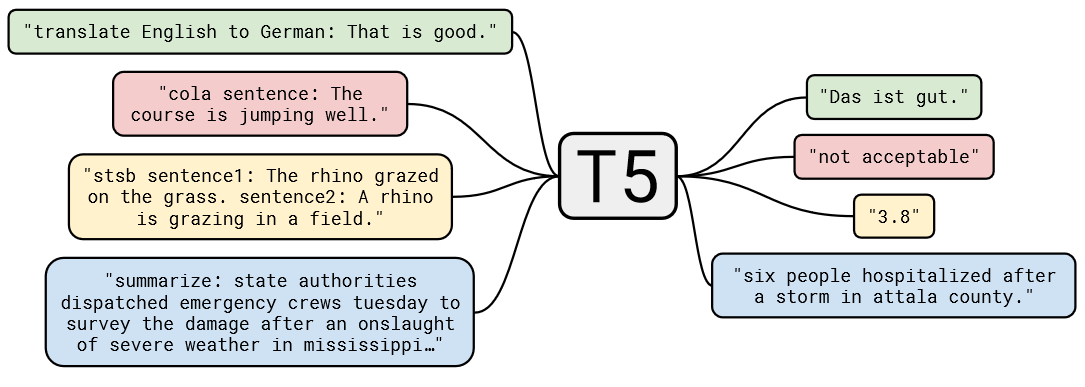 "translate English to German: That is good."
"cola sentence: The
course is jumping well."
"stsb sentence1: The rhino grazed
on the grass. sentence2: A rhino
is grazing in a field."
"summarize: state authorities
dispatched emergency crews tuesday to
survey the damage after an onslaught
of severe weather in mississippi…"
T5
"Das ist gut."
"not acceptable"
"3.8"
"six people hospitalized after
a storm in attala county."